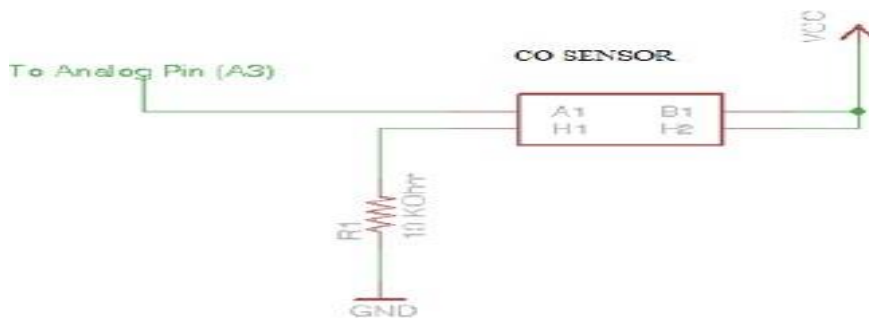 VCC
CO SENSOR
To Analog Pin (A3)
A1 B1
H1 H2
R1
10 KOhm
GND